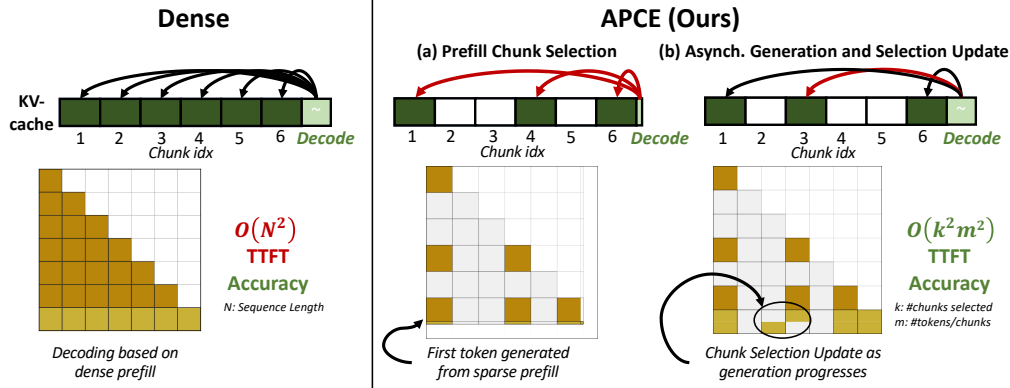 Dense
KV-
cache
~
1 2 3 4 5 6 Decode
Chunk idx
O(N²)
TTFT
Accuracy
N: Sequence Length
Decoding based on
dense prefill
APCE (Ours)
(a) Prefill Chunk Selection
1 2 3 4 5 6 Decode
Chunk idx
First token generated
from sparse prefill
(b) Asynch. Generation and Selection Update
~
1 2 3 4 5 6 Decode
Chunk idx
O(k²m²)
TTFT
Accuracy
k: #chunks selected
m: #tokens/chunks
Chunk Selection Update as
generation progresses